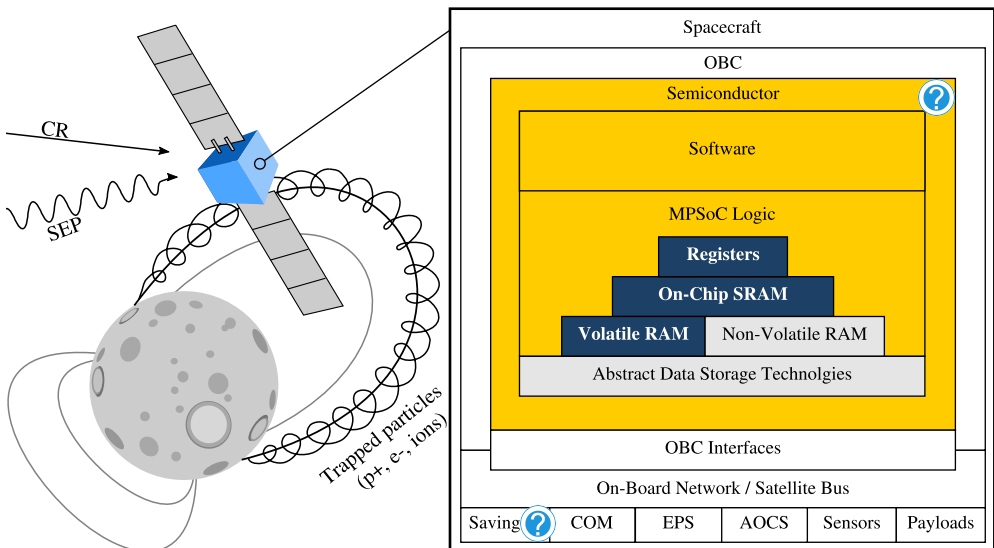 CR
SEP
Trapped particles
(p+, e-, ions)
Spacecraft
OBC
Semiconductor
?
Software
MPSoC Logic
Registers
On-Chip SRAM
Volatile RAM
Non-Volatile RAM
Abstract Data Storage Technolgies
OBC Interfaces
On-Board Network / Satellite Bus
Saving
?
COM
EPS
AOCS
Sensors
Payloads